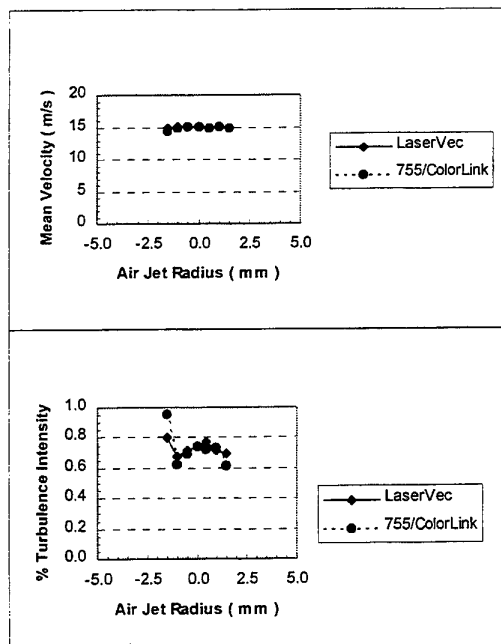 Mean Velocity ( m/s )
20
15
10
5
0
-5.0 -2.5 0.0 2.5 5.0
Air Jet Radius ( mm )
LaserVec
755/ColorLink
% Turbulence Intensity
1.0
0.8
0.6
0.4
0.2
0.0
-5.0 -2.5 0.0 2.5 5.0
Air Jet Radius ( mm )
LaserVec
755/ColorLink